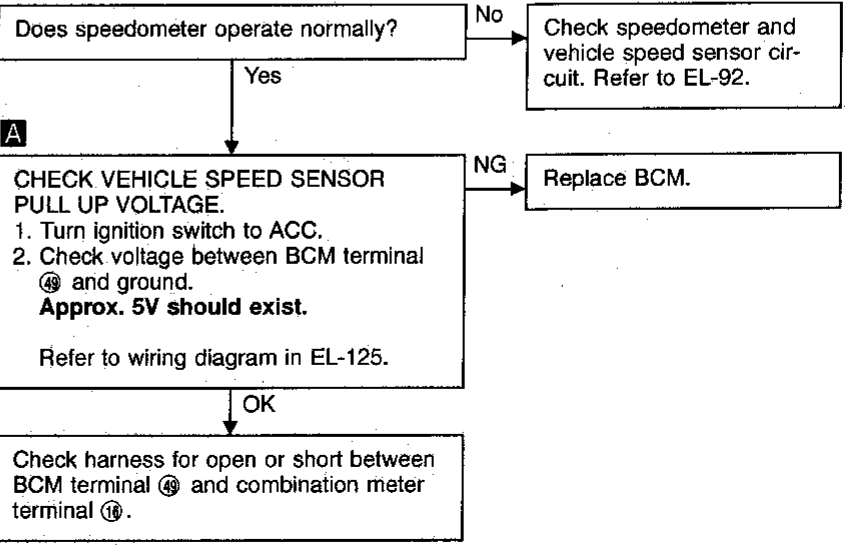 Does speedometer operate normally?
No
Check speedometer and
vehicle speed sensor cir-
cuit. Refer to EL-92.
Yes
A
CHECK VEHICLE SPEED SENSOR
PULL UP VOLTAGE.
1. Turn ignition switch to ACC.
2. Check voltage between BCM terminal
㊾ and ground.
Approx. 5V should exist.
Refer to wiring diagram in EL-125.
NG
Replace BCM.
OK
Check harness for open or short between
BCM terminal ㊾ and combination meter
terminal ⑯.